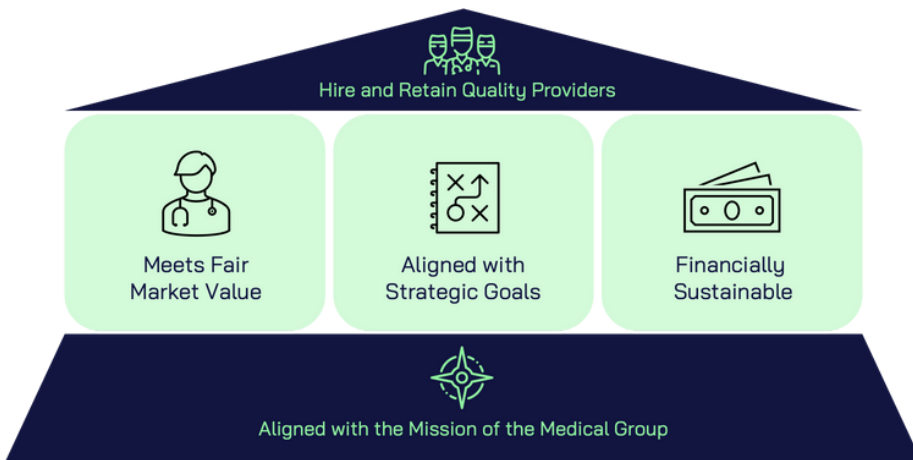 Hire and Retain Quality Providers
Meets Fair
Market Value
Aligned with
Strategic Goals
Financially
Sustainable
Aligned with the Mission of the Medical Group